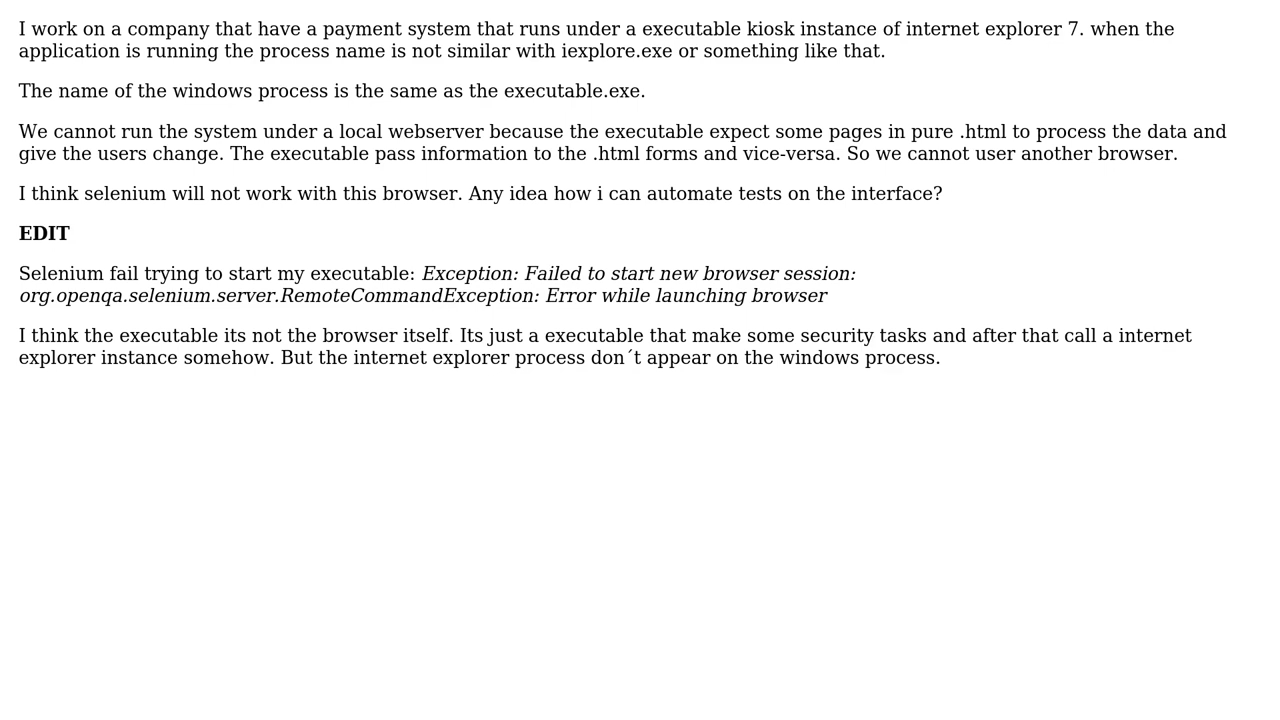 I work on a company that have a payment system that runs under a executable kiosk instance of internet explorer 7. when the
application is running the process name is not similar with iexplore.exe or something like that.
The name of the windows process is the same as the executable.exe.
We cannot run the system under a local webserver because the executable expect some pages in pure .html to process the data and
give the users change. The executable pass information to the .html forms and vice-versa. So we cannot user another browser.
I think selenium will not work with this browser. Any idea how i can automate tests on the interface?
EDIT
Selenium fail trying to start my executable: Exception: Failed to start new browser session:
org.openqa.selenium.server.RemoteCommandException: Error while launching browser
I think the executable its not the browser itself. Its just a executable that make some security tasks and after that call a internet
explorer instance somehow. But the internet explorer process don´t appear on the windows process.